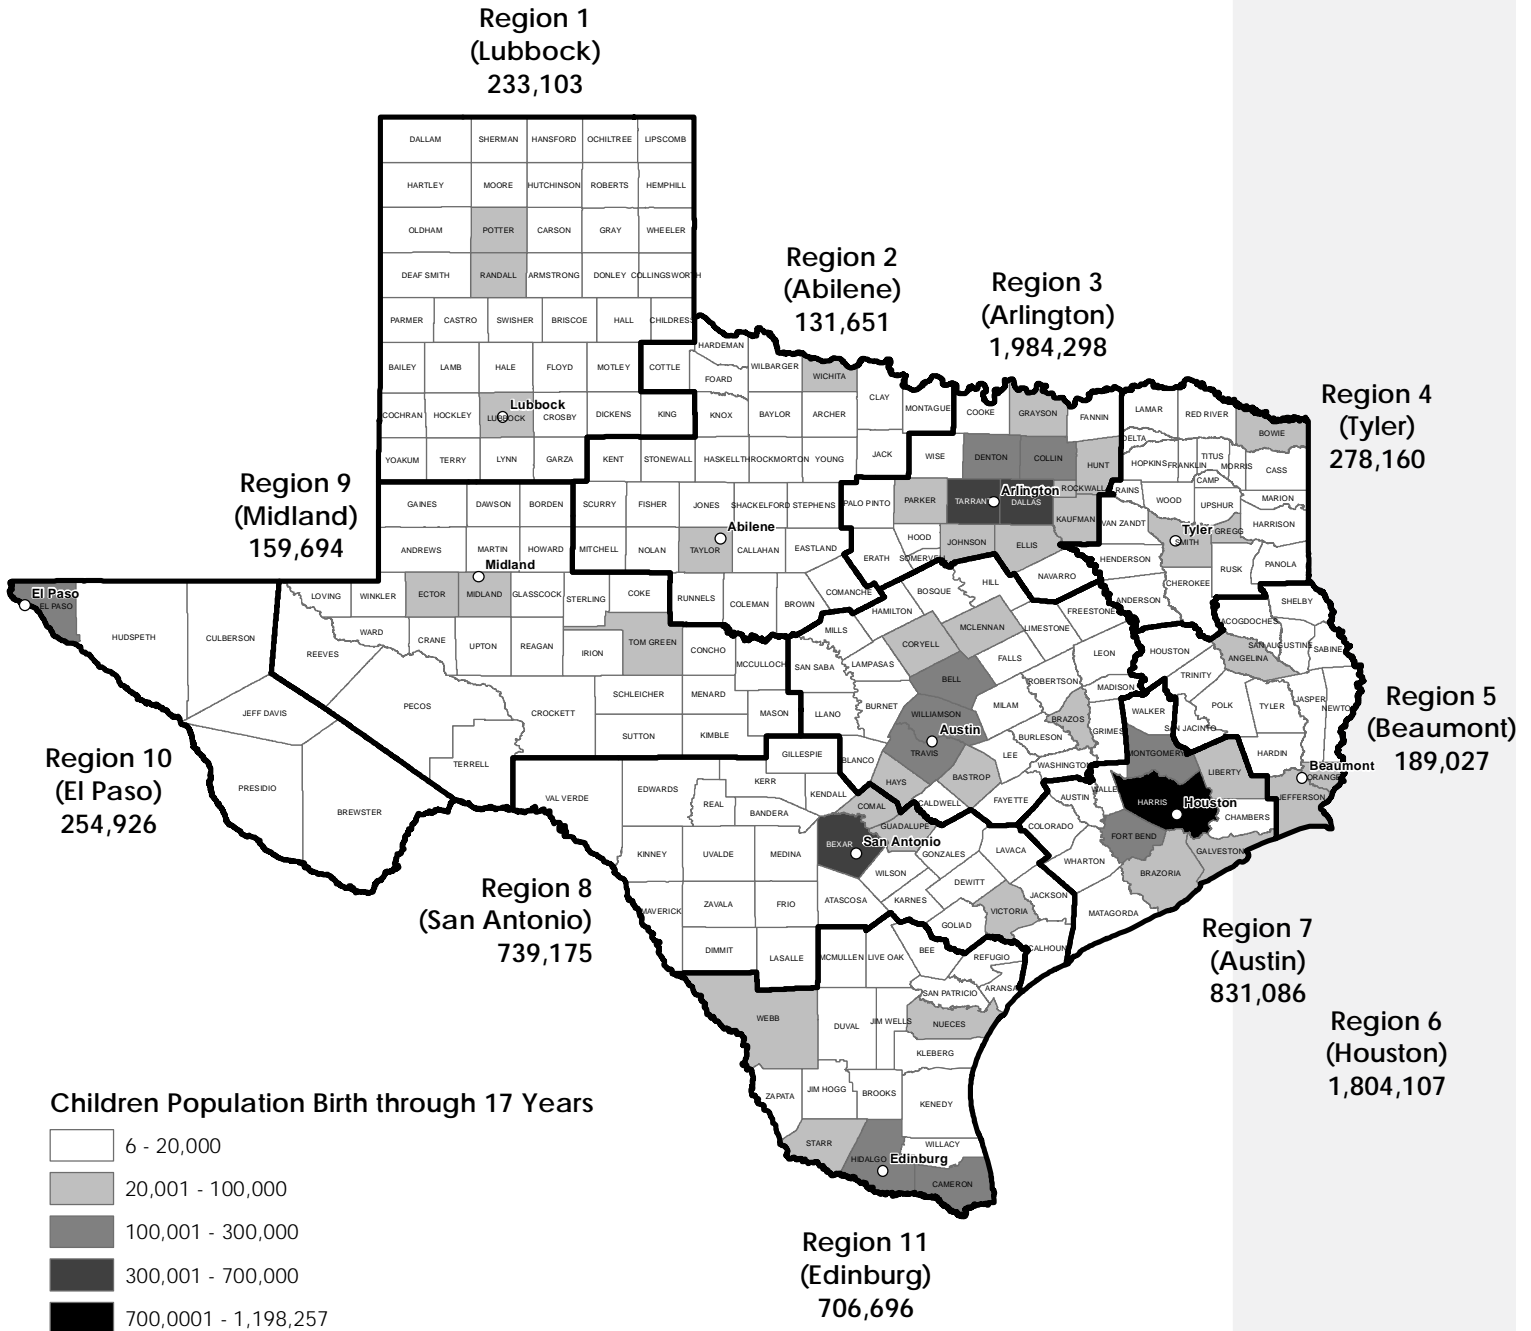 Region 1
(Lubbock)
233,103
DALLAM SHERMAN HANSFORD OCHILTREE LIPSCOMB
HARTLEY MOORE HUTCHINSON ROBERTS HEMPHILL
OLDHAM POTTER CARSON GRAY WHEELER
DEAF SMITH RANDALL ARMSTRONG DONLEY COLLINGSWORTH
PARMER CASTRO SWISHER BRISCOE HALL CHILDRESS
BAILEY LAMB HALE FLOYD MOTLEY COTTLE
COCHRAN HOCKLEY LUBBOCK CROSBY DICKENS KING
Lubbock
YOAKUM TERRY LYNN GARZA
Region 2
(Abilene)
131,651
HARDEMAN
FOARD WILBARGER WICHITA
KNOX BAYLOR ARCHER CLAY MONTAGUE
KENT STONEWALL HASKELL THROCKMORTON YOUNG JACK
SCURRY FISHER JONES SHACKELFORD STEPHENS
Abilene
MITCHELL NOLAN TAYLOR CALLAHAN EASTLAND
RUNNELS COLEMAN BROWN COMANCHE
Region 3
(Arlington)
1,984,298
COOKE GRAYSON FANNIN
WISE DENTON COLLIN HUNT
PALO PINTO PARKER TARRANT DALLAS ROCKWALL
Arlington
KAUFMAN
HOOD JOHNSON ELLIS
ERATH SOMERVELL
NAVARRO
Region 4
(Tyler)
278,160
LAMAR RED RIVER BOWIE
DELTA
HOPKINS FRANKLIN TITUS MORRIS CASS
CAMP
RAINS WOOD UPSHUR MARION
VAN ZANDT Tyler GREGG HARRISON
SMITH
HENDERSON RUSK PANOLA
CHEROKEE
ANDERSON
Region 9
(Midland)
159,694
GAINES DAWSON BORDEN
ANDREWS MARTIN HOWARD
Midland
LOVING WINKLER ECTOR MIDLAND GLASSCOCK STERLING COKE
WARD CRANE UPTON REAGAN IRION TOM GREEN CONCHO
REEVES MCCULLOCH
PECOS CROCKETT SCHLEICHER MENARD MASON
SUTTON KIMBLE
TERRELL
El Paso
EL PASO
HUDSPETH CULBERSON
JEFF DAVIS
PRESIDIO BREWSTER
Region 10
(El Paso)
254,926
HILL
BOSQUE
HAMILTON FREESTONE
MILLS MCLENNAN LIMESTONE
CORYELL
SAN SABA LAMPASAS FALLS LEON
BELL ROBERTSON
BURNET MADISON
LLANO WILLIAMSON MILAM BRAZOS
Austin BURLESON GRIMES
TRAVIS LEE
BLANCO WASHINGTON
HAYS BASTROP
CALDWELL FAYETTE
SHELBY
NACOGDOCHES
SAN AUGUSTINE SABINE
HOUSTON ANGELINA
TRINITY
POLK TYLER JASPER NEWTON
SAN JACINTO
HARDIN
Beaumont
ORANGE
JEFFERSON
Region 5
(Beaumont)
189,027
WALKER
MONTGOMERY LIBERTY
AUSTIN WALLER
HARRIS Houston
CHAMBERS
COLORADO FORT BEND
GALVESTON
WHARTON BRAZORIA
MATAGORDA
GILLESPIE
EDWARDS KERR KENDALL
VAL VERDE REAL BANDERA COMAL
GUADALUPE
KINNEY UVALDE MEDINA BEXAR San Antonio
GONZALES LAVACA
WILSON DEWITT
MAVERICK ZAVALA FRIO ATASCOSA KARNES JACKSON
VICTORIA
GOLIAD
DIMMIT LASALLE CALHOUN
Region 8
(San Antonio)
739,175
Region 7
(Austin)
831,086
Region 6
(Houston)
1,804,107
MCMULLEN LIVE OAK BEE REFUGIO
SAN PATRICIO ARANSAS
WEBB DUVAL JIM WELLS NUECES
KLEBERG
ZAPATA JIM HOGG BROOKS KENEDY
STARR WILLACY
HIDALGO Edinburg
CAMERON
Region 11
(Edinburg)
706,696
Children Population Birth through 17 Years
6 - 20,000
20,001 - 100,000
100,001 - 300,000
300,001 - 700,000
700,0001 - 1,198,257